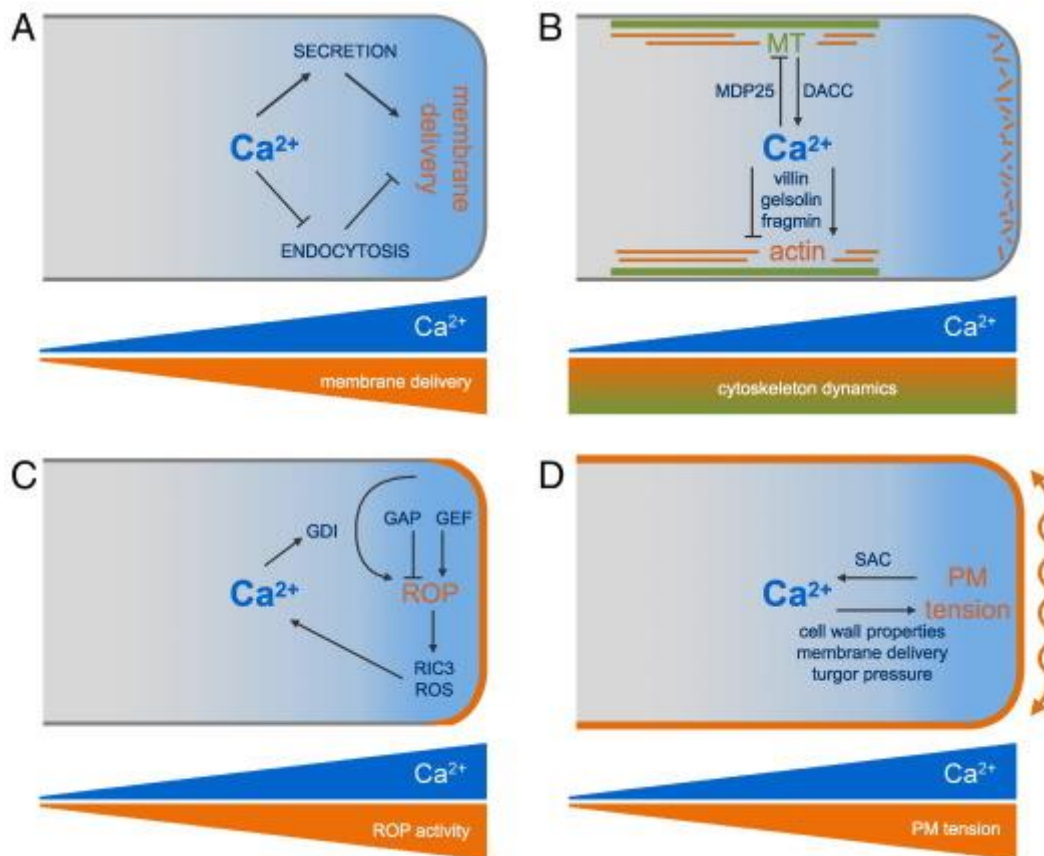 A
SECRETION
Ca²⁺
membrane
delivery
ENDOCYTOSIS
Ca²⁺
membrane delivery
B
MT
MDP25
DACC
Ca²⁺
villin
gelsolin
fragmin
actin
Ca²⁺
cytoskeleton dynamics
C
GDI
GAP
GEF
Ca²⁺
ROP
RIC3
ROS
Ca²⁺
ROP activity
D
SAC
Ca²⁺
PM
tension
cell wall properties
membrane delivery
turgor pressure
Ca²⁺
PM tension